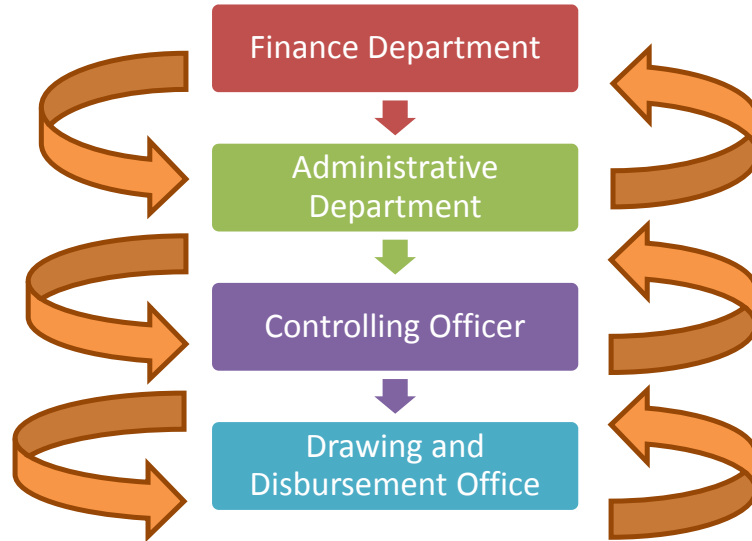 Finance Department
Administrative
Department
Controlling Officer
Drawing and
Disbursement Office